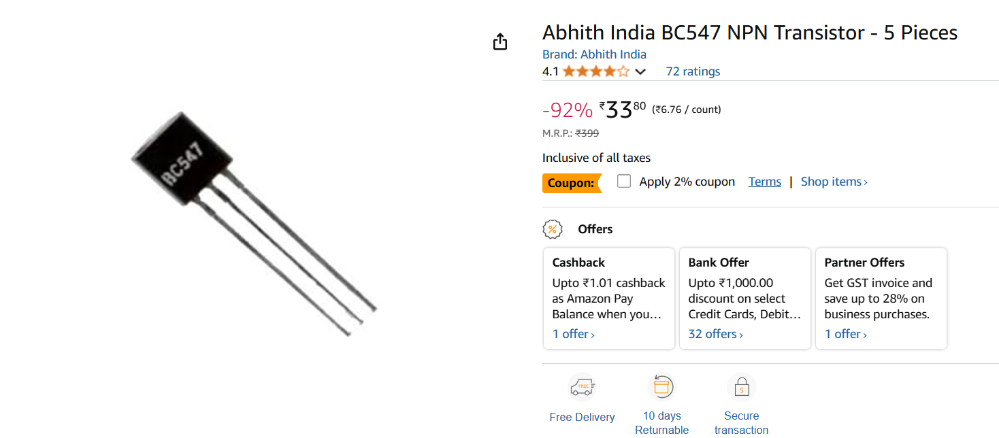 BC547
Abhith India BC547 NPN Transistor - 5 Pieces
Brand: Abhith India
4.1 72 ratings
-92% ₹33 80 (₹6.76 / count)
M.R.P.: ₹399
Inclusive of all taxes
Coupon: Apply 2% coupon Terms | Shop items ›
% Offers
Cashback
Upto ₹1.01 cashback
as Amazon Pay
Balance when you…
1 offer ›
Bank Offer
Upto ₹1,000.00
discount on select
Credit Cards, Debit…
32 offers ›
Partner Offers
Get GST invoice and
save up to 28% on
business purchases.
1 offer ›
FREE
Free Delivery
10 days
Returnable
$
Secure
transaction